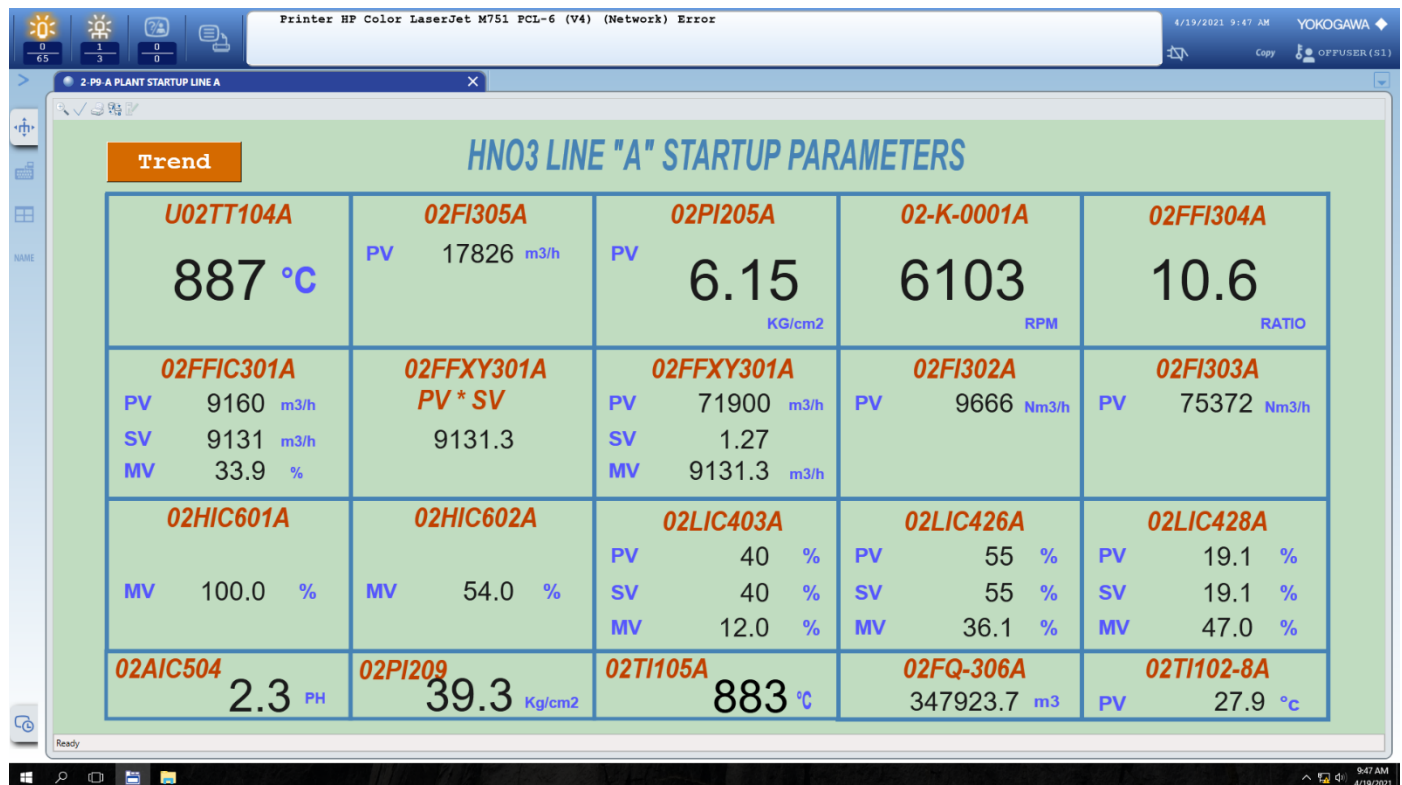 Printer HP Color LaserJet M751 PCL-6 (V4) (Network) Error
4/19/2021 9:47 AM
YOKOGAWA
0
65
1
3
0
0
Copy
OFFUSER(S1)
2-P9-A PLANT STARTUP LINE A
NAME
Trend
HNO3 LINE "A" STARTUP PARAMETERS
U02TT104A
887 °C
02FI305A
PV 17826 m3/h
02PI205A
PV
6.15
KG/cm2
02-K-0001A
6103
RPM
02FFI304A
10.6
RATIO
02FFIC301A
PV 9160 m3/h
SV 9131 m3/h
MV 33.9 %
02FFXY301A
PV * SV
9131.3
02FFXY301A
PV 71900 m3/h
SV 1.27
MV 9131.3 m3/h
02FI302A
PV 9666 Nm3/h
02FI303A
PV 75372 Nm3/h
02HIC601A
MV 100.0 %
02HIC602A
MV 54.0 %
02LIC403A
PV 40 %
SV 40 %
MV 12.0 %
02LIC426A
PV 55 %
SV 55 %
MV 36.1 %
02LIC428A
PV 19.1 %
SV 19.1 %
MV 47.0 %
02AIC504
2.3 PH
02PI209
39.3 Kg/cm2
02TI105A
883 °C
02FQ-306A
347923.7 m3
02TI102-8A
PV 27.9 °c
Ready
9:47 AM
4/19/2021